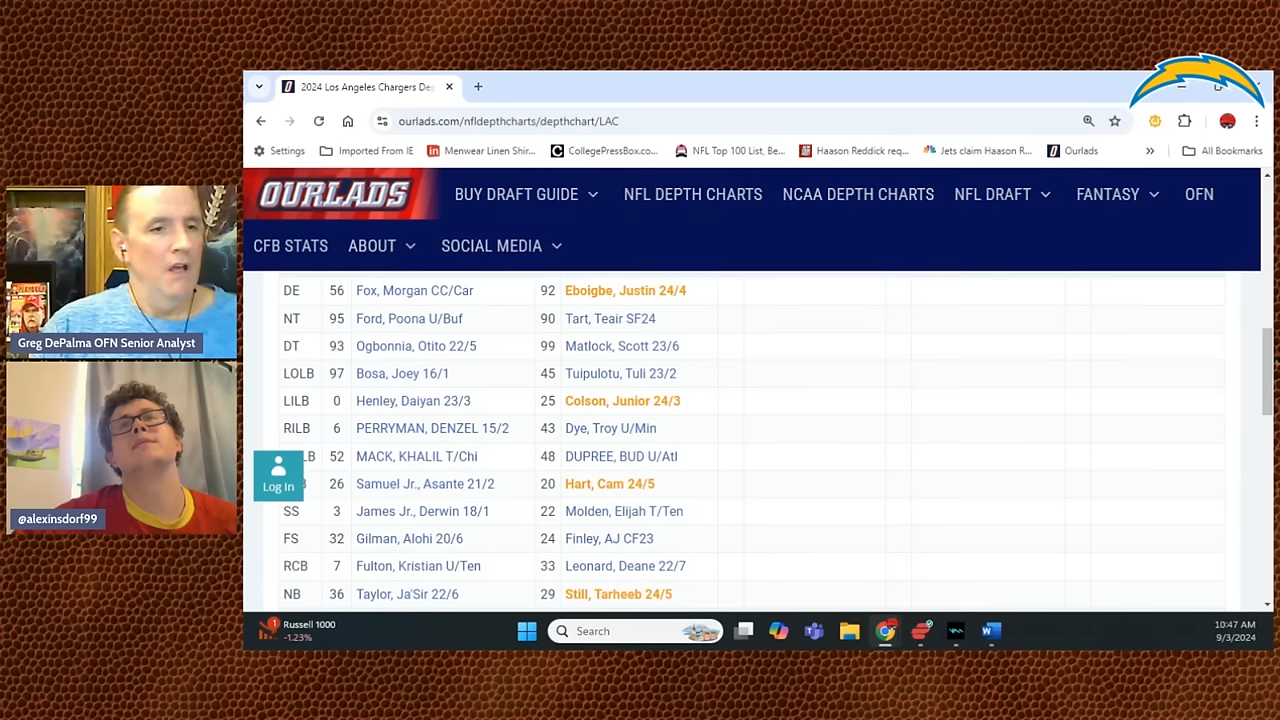 2024 Los Angeles Chargers De
ourlads.com/nfldepthcharts/depthchart/LAC
Settings Imported From IE Menwear Linen Shir... CollegePressBox.co... NFL Top 100 List, Be... Haason Reddick req... Jets claim Haason R... Ourlads » All Bookmarks
OURLADS BUY DRAFT GUIDE NFL DEPTH CHARTS NCAA DEPTH CHARTS NFL DRAFT FANTASY OFN
CFB STATS ABOUT SOCIAL MEDIA
DE 56 Fox, Morgan CC/Car 92 Eboigbe, Justin 24/4
NT 95 Ford, Poona U/Buf 90 Tart, Teair SF24
DT 93 Ogbonnia, Otito 22/5 99 Matlock, Scott 23/6
LOLB 97 Bosa, Joey 16/1 45 Tuipulotu, Tuli 23/2
LILB 0 Henley, Daiyan 23/3 25 Colson, Junior 24/3
RILB 6 PERRYMAN, DENZEL 15/2 43 Dye, Troy U/Min
LB 52 MACK, KHALIL T/Chi 48 DUPREE, BUD U/Atl
26 Samuel Jr., Asante 21/2 20 Hart, Cam 24/5
SS 3 James Jr., Derwin 18/1 22 Molden, Elijah T/Ten
FS 32 Gilman, Alohi 20/6 24 Finley, AJ CF23
RCB 7 Fulton, Kristian U/Ten 33 Leonard, Deane 22/7
NB 36 Taylor, Ja'Sir 22/6 29 Still, Tarheeb 24/5
Log In
Greg DePalma OFN Senior Analyst
@alexinsdorf99
1
Russell 1000
-1.23%
Search
10:47 AM
9/3/2024